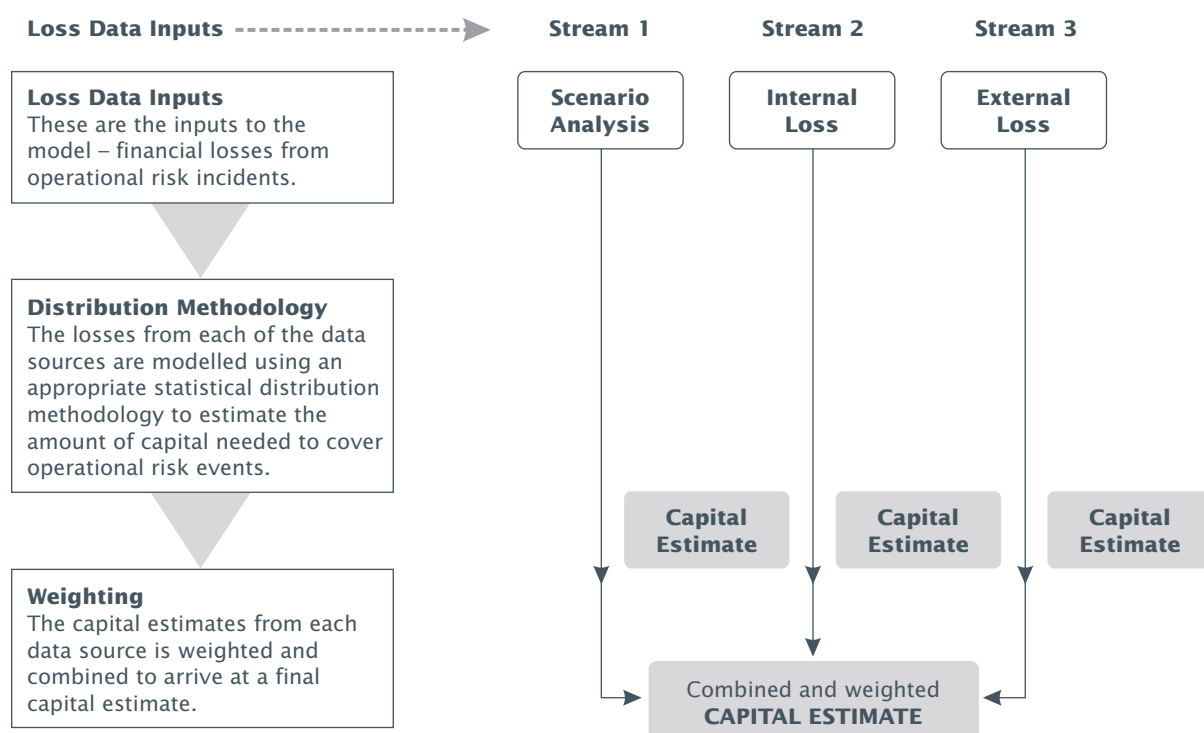 Loss Data Inputs
Stream 1
Stream 2
Stream 3
Loss Data Inputs
These are the inputs to the
model – financial losses from
operational risk incidents.
Scenario
Analysis
Internal
Loss
External
Loss
Distribution Methodology
The losses from each of the data
sources are modelled using an
appropriate statistical distribution
methodology to estimate the
amount of capital needed to cover
operational risk events.
Capital
Estimate
Capital
Estimate
Capital
Estimate
Weighting
The capital estimates from each
data source is weighted and
combined to arrive at a final
capital estimate.
Combined and weighted
CAPITAL ESTIMATE